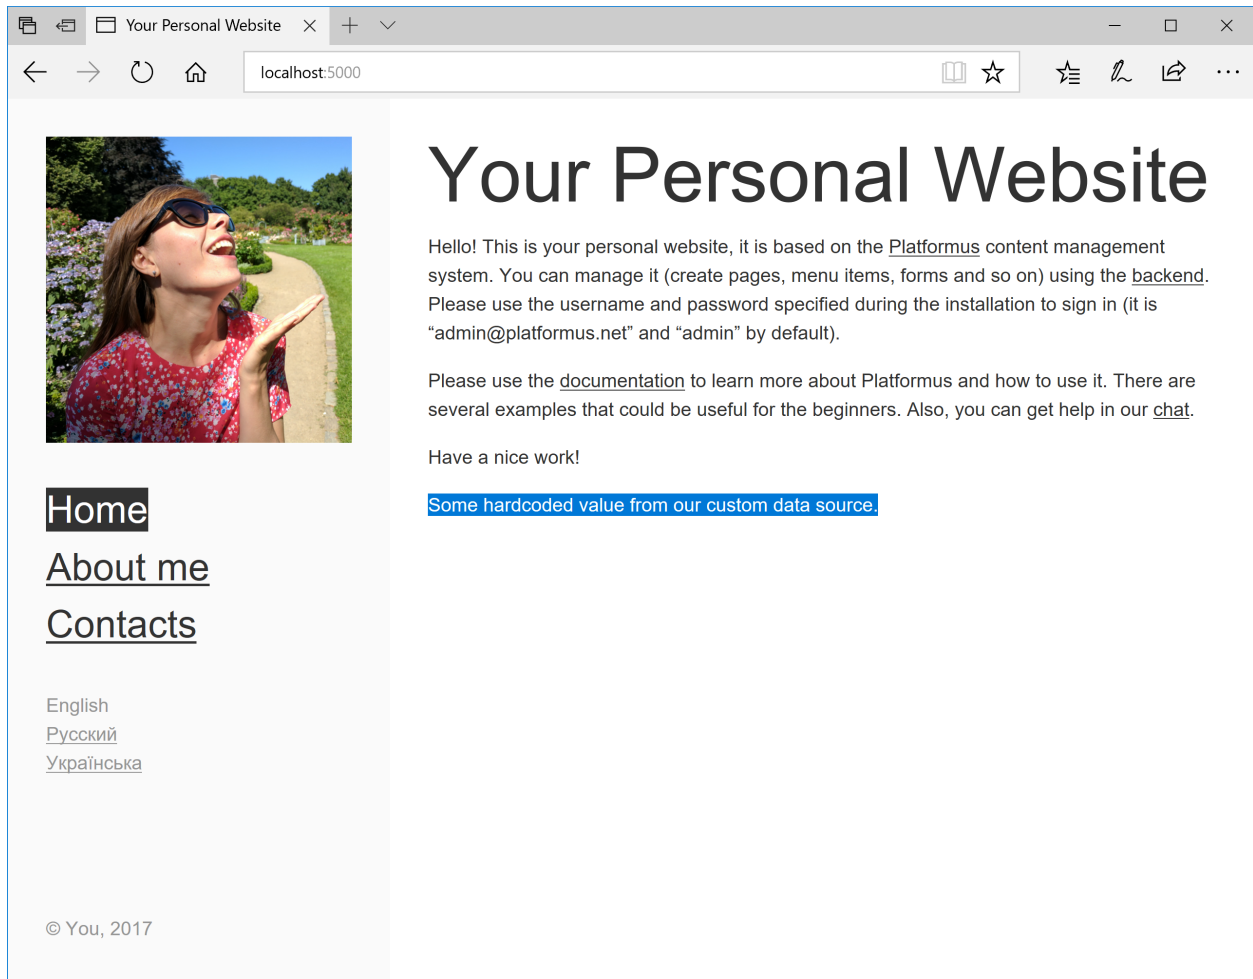 Your Personal Website
localhost:5000
Your Personal Website
Hello! This is your personal website, it is based on the Platformus content management
system. You can manage it (create pages, menu items, forms and so on) using the backend.
Please use the username and password specified during the installation to sign in (it is
“admin@platformus.net” and “admin” by default).
Please use the documentation to learn more about Platformus and how to use it. There are
several examples that could be useful for the beginners. Also, you can get help in our chat.
Have a nice work!
Some hardcoded value from our custom data source.
Home
About me
Contacts
English
Русский
Українська
© You, 2017